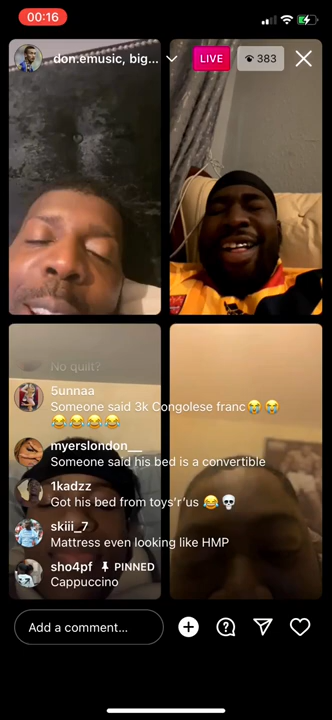 00:16
don.emusic, big...
LIVE
383
No quilt?
5unnaa
Someone said 3k Congolese franc😭😭
😂😂😂😂
myerslondon__
Someone said his bed is a convertible
1kadzz
Got his bed from toys’r’us 😂💀
skiii_7
Mattress even looking like HMP
sho4pf 📌 PINNED
Cappuccino
Add a comment...